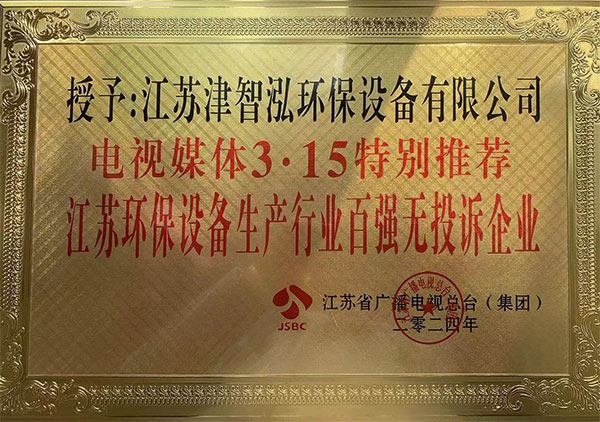 授予:江苏津智泓环保设备有限公司
电视媒体3·15特别推荐
江苏环保设备生产行业百强无投诉企业
JSBC
江苏省广播电视总台（集团）
二零二四年